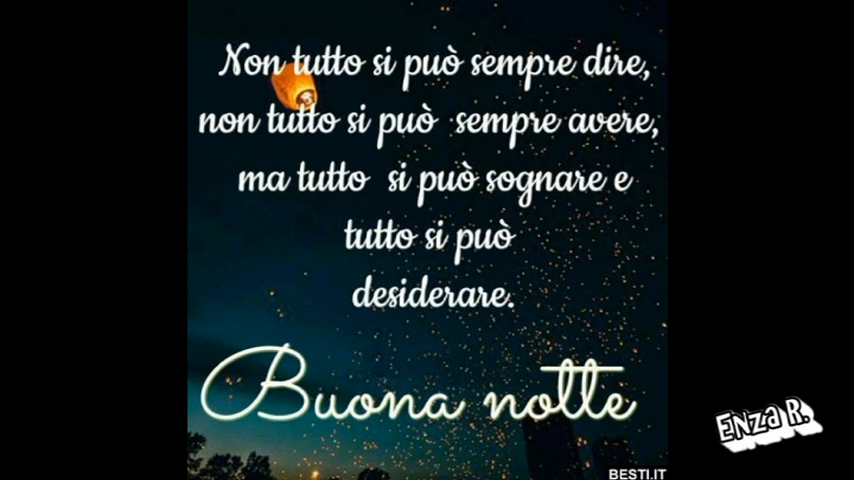 Non tutto si può sempre dire,
non tutto si può sempre avere,
ma tutto si può sognare e
tutto si può
desiderare.
Buona notte
ENZa R.
BESTI.IT